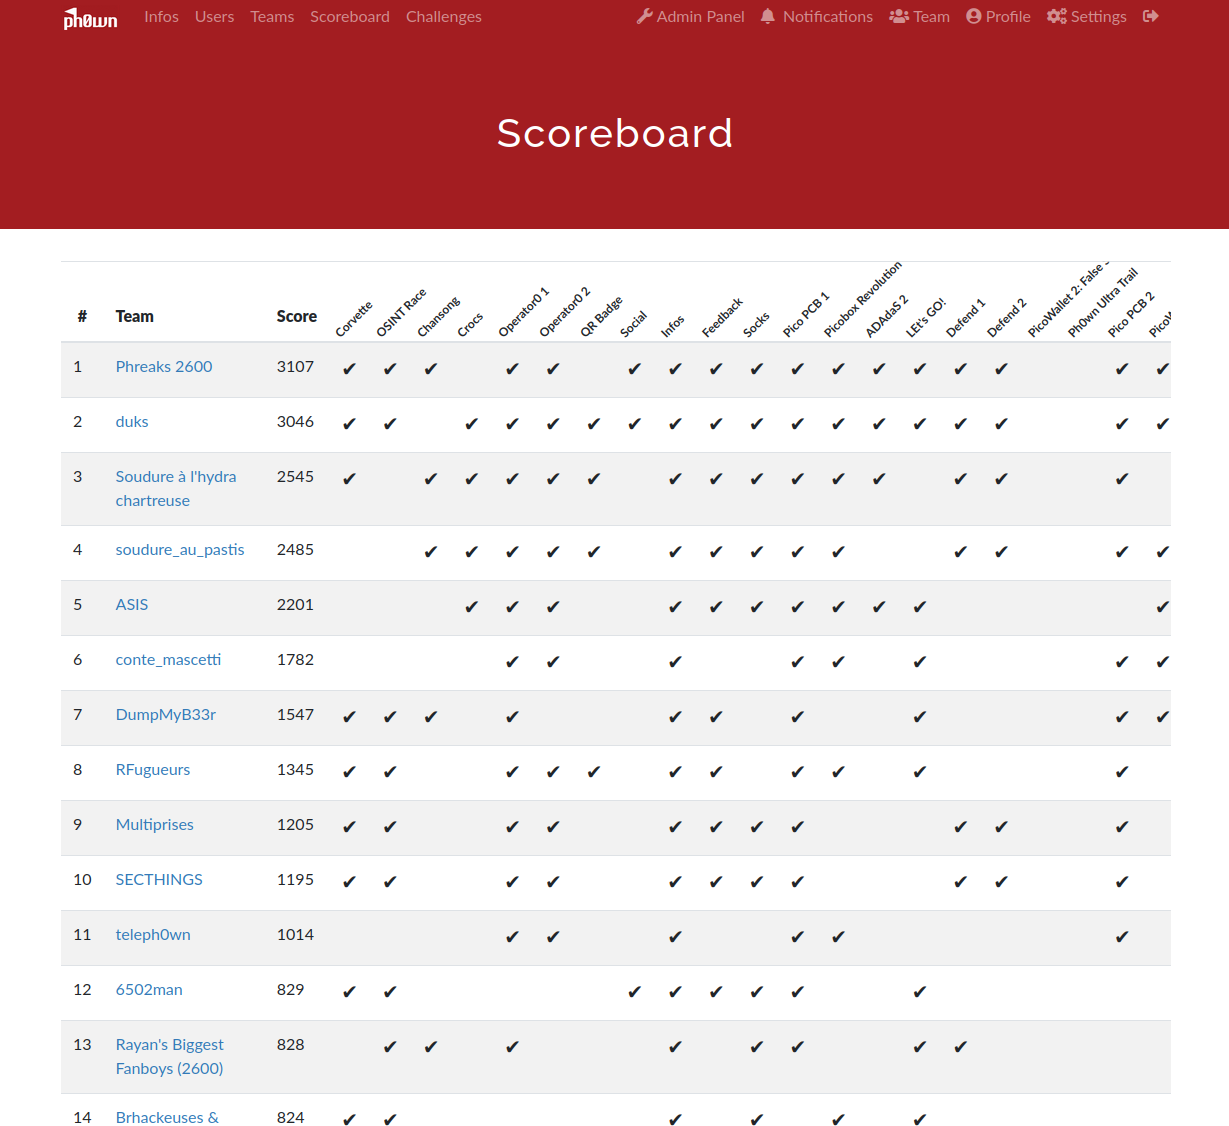 ph0wn Infos Users Teams Scoreboard Challenges Admin Panel Notifications Team Profile Settings
Scoreboard
# Team Score Corvette OSINT Race Chansong Crocs Operator0 1 Operator0 2 QR Badge Social Infos Feedback Socks Pico PCB 1 Picobox Revolution ADAdaS 2 LEt's GO! Defend 1 Defend 2 PicoWallet 2: False Ph0wn Ultra Trail Pico PCB 2
1 Phreaks 2600 3107 ✔ ✔ ✔ ✔ ✔ ✔ ✔ ✔ ✔ ✔ ✔ ✔ ✔ ✔ ✔ ✔ ✔
2 duks 3046 ✔ ✔ ✔ ✔ ✔ ✔ ✔ ✔ ✔ ✔ ✔ ✔ ✔ ✔ ✔ ✔ ✔ ✔
3 Soudure à l'hydra 2545 ✔ ✔ ✔ ✔ ✔ ✔ ✔ ✔ ✔ ✔ ✔ ✔ ✔ ✔ ✔
chartreuse
4 soudure_au_pastis 2485 ✔ ✔ ✔ ✔ ✔ ✔ ✔ ✔ ✔ ✔ ✔ ✔ ✔ ✔
5 ASIS 2201 ✔ ✔ ✔ ✔ ✔ ✔ ✔ ✔ ✔ ✔ ✔
6 conte_mascetti 1782 ✔ ✔ ✔ ✔ ✔ ✔ ✔ ✔
7 DumpMyB33r 1547 ✔ ✔ ✔ ✔ ✔ ✔ ✔ ✔ ✔ ✔
8 RFugueurs 1345 ✔ ✔ ✔ ✔ ✔ ✔ ✔ ✔ ✔ ✔ ✔
9 Multiprises 1205 ✔ ✔ ✔ ✔ ✔ ✔ ✔ ✔ ✔ ✔ ✔
10 SECTHINGS 1195 ✔ ✔ ✔ ✔ ✔ ✔ ✔ ✔ ✔ ✔ ✔
11 teleph0wn 1014 ✔ ✔ ✔ ✔ ✔ ✔
12 6502man 829 ✔ ✔ ✔ ✔ ✔ ✔ ✔ ✔
13 Rayan's Biggest 828 ✔ ✔ ✔ ✔ ✔ ✔ ✔ ✔
Fanboys (2600)
14 Brhackeuses & 824 ✔ ✔ ✔ ✔ ✔ ✔